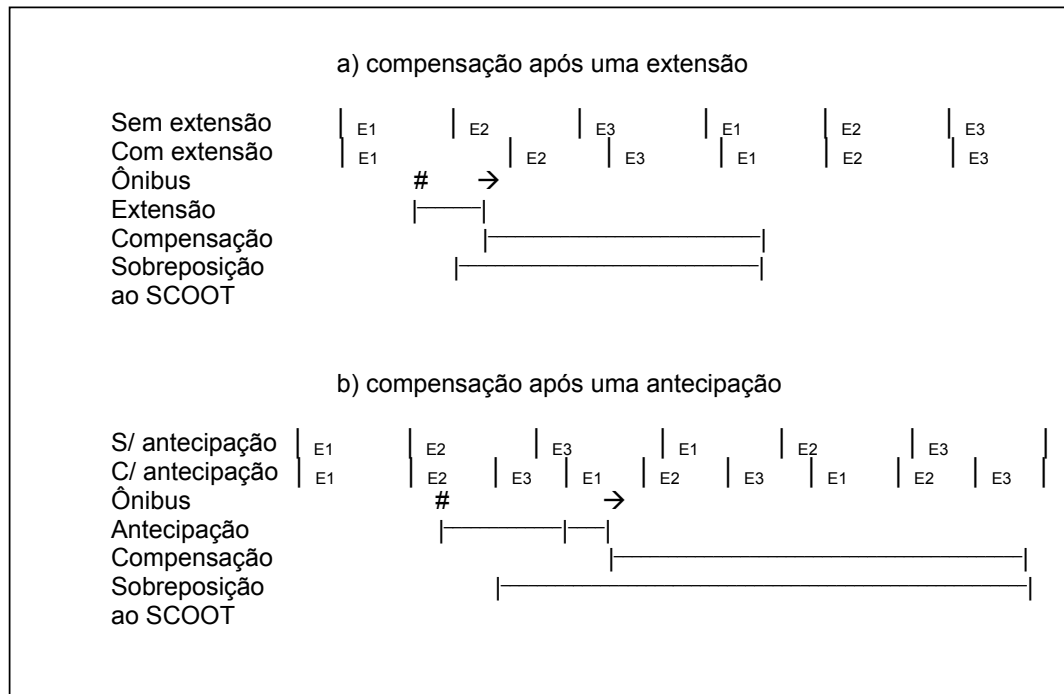 a) compensação após uma extensão
Sem extensão | E1 | E2 | E3 | E1 | E2 | E3
Com extensão | E1 | E2 | E3 | E1 | E2 | E3
Ônibus # →
Extensão
Compensação
Sobreposição
ao SCOOT
b) compensação após uma antecipação
S/ antecipação | E1 | E2 | E3 | E1 | E2 | E3 |
C/ antecipação | E1 | E2 | E3 | E1 | E2 | E3 | E1 | E2 | E3 |
Ônibus # →
Antecipação
Compensação
Sobreposição
ao SCOOT